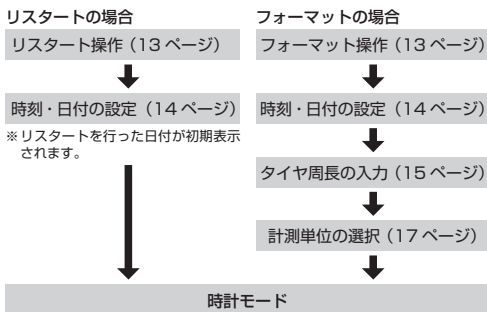 リスタートの場合
リスタート操作（13 ページ）
時刻・日付の設定（14 ページ）
※リスタートを行った日付が初期表示
されます。
フォーマットの場合
フォーマット操作（13 ページ）
時刻・日付の設定（14 ページ）
タイヤ周長の入力（15 ページ）
計測単位の選択（17 ページ）
時計モード